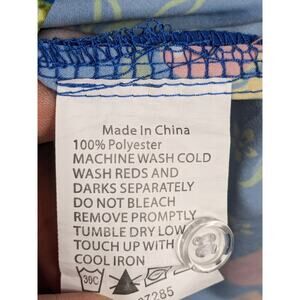 Made In China
100% Polyester
MACHINE WASH COLD
WASH REDS AND
DARKS SEPARATELY
DO NOT BLEACH
REMOVE PROMPTLY
TUMBLE DRY LOW
TOUCH UP WITH
COOL IRON
30C